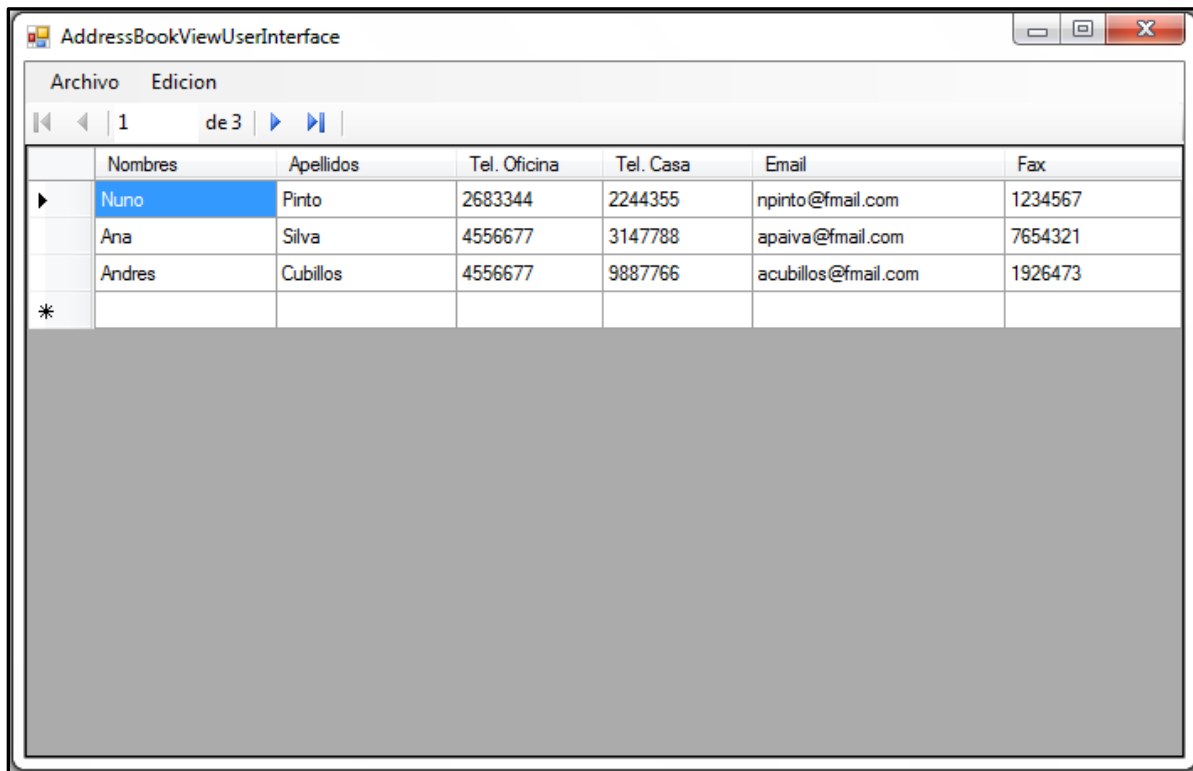 AddressBookViewUserInterface
Archivo Edicion
1 de 3
Nombres Apellidos Tel. Oficina Tel. Casa Email Fax
Nuno Pinto 2683344 2244355 npinto@fmail.com 1234567
Ana Silva 4556677 3147788 apaiva@fmail.com 7654321
Andres Cubillos 4556677 9887766 acubillos@fmail.com 1926473